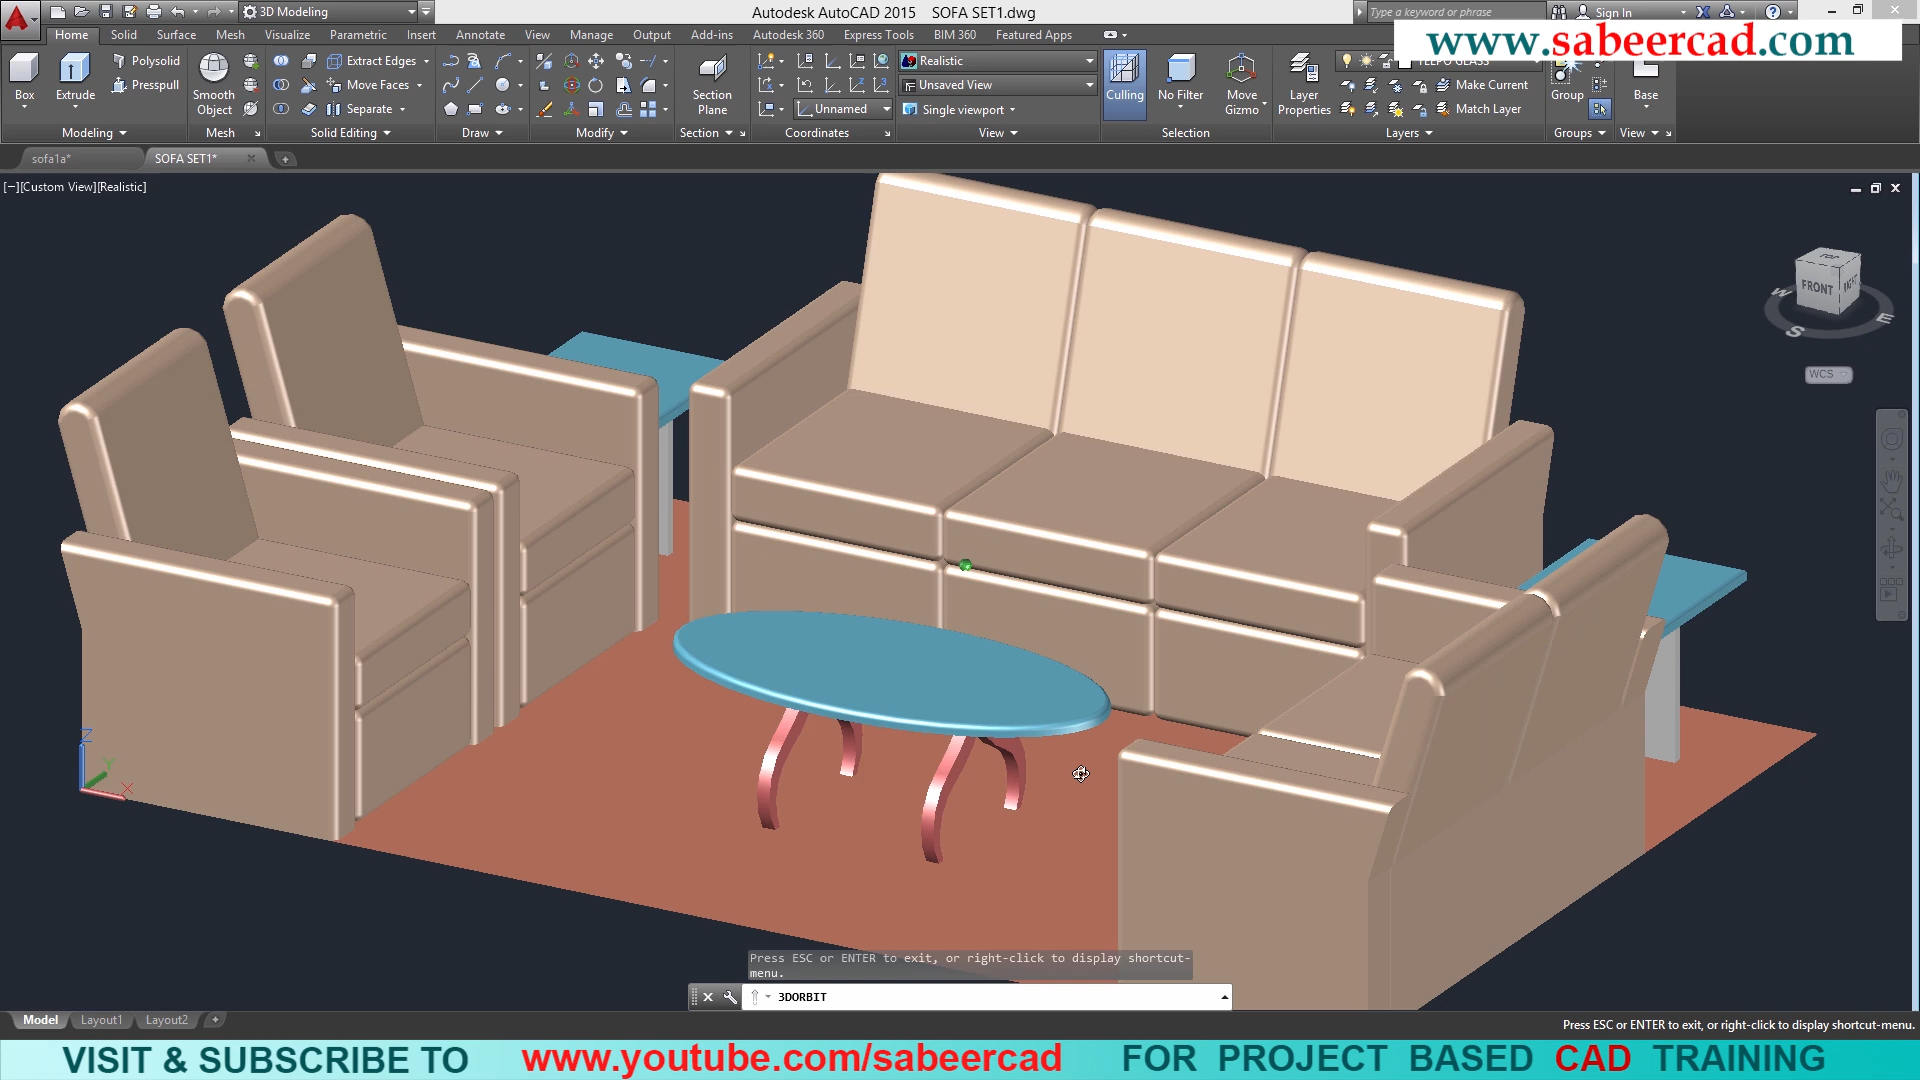 3D Modeling
Autodesk AutoCAD 2015 SOFA SET1.dwg
Type a keyword or phrase
Sign In
Home Solid Surface Mesh Visualize Parametric Insert Annotate View Manage Output Add-ins Autodesk 360 Express Tools BIM 360 Featured Apps
www.sabeercad.com
Box
Extrude
Polysolid
Presspull
Modeling
Smooth
Object
Mesh
Extract Edges
Move Faces
Separate
Solid Editing
Draw
Modify
Section
Plane
Section
Unnamed
Coordinates
Realistic
Unsaved View
Single viewport
View
Culling
No Filter
Move
Gizmo
Selection
Layer
Properties
Make Current
Match Layer
Layers
Group
Groups
Base
View
sofa1a*
SOFA SET1*
[−][Custom View][Realistic]
TOP
FRONT
RIGHT
W
S
E
WCS
Z
Y
X
Press ESC or ENTER to exit, or right-click to display shortcut-
menu.
3DORBIT
Model Layout1 Layout2
Press ESC or ENTER to exit, or right-click to display shortcut-menu.
VISIT & SUBSCRIBE TO www.youtube.com/sabeercad FOR PROJECT BASED CAD TRAINING